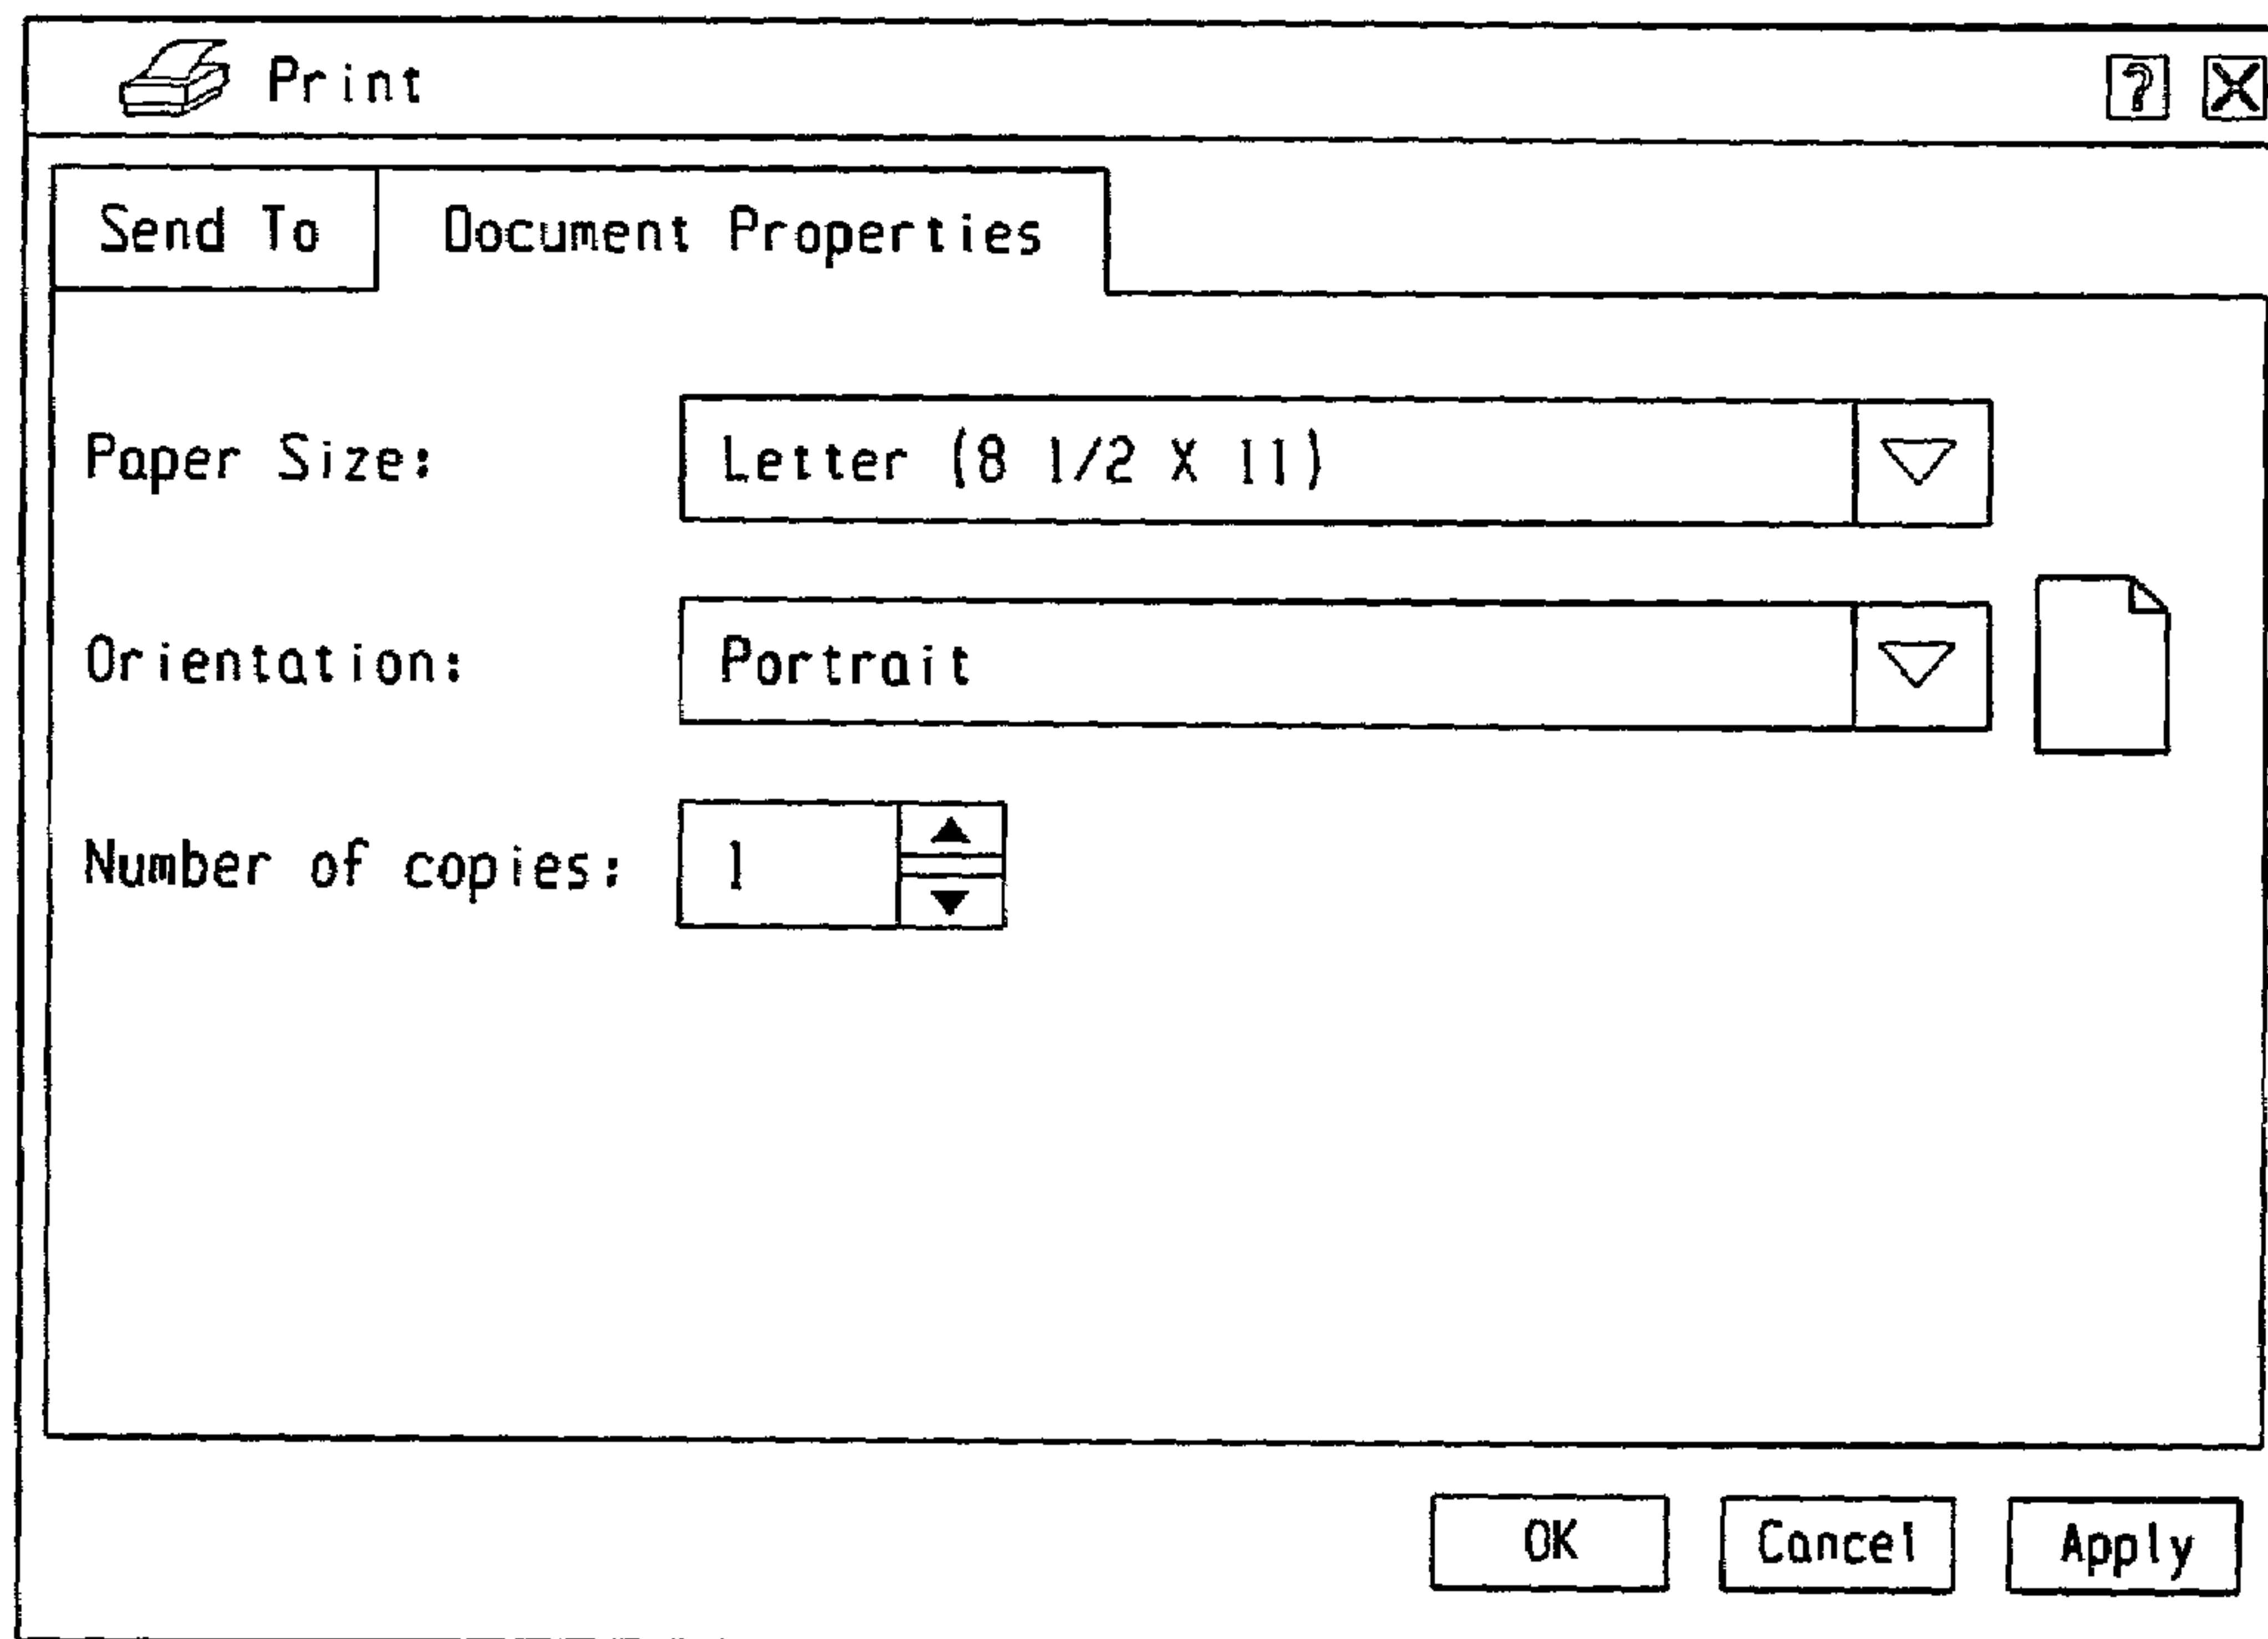 Print ? X
Send To Document Properties
Paper Size: Letter (8 1/2 X 11)
Orientation: Portrait
Number of copies: 1
OK Cancel Apply